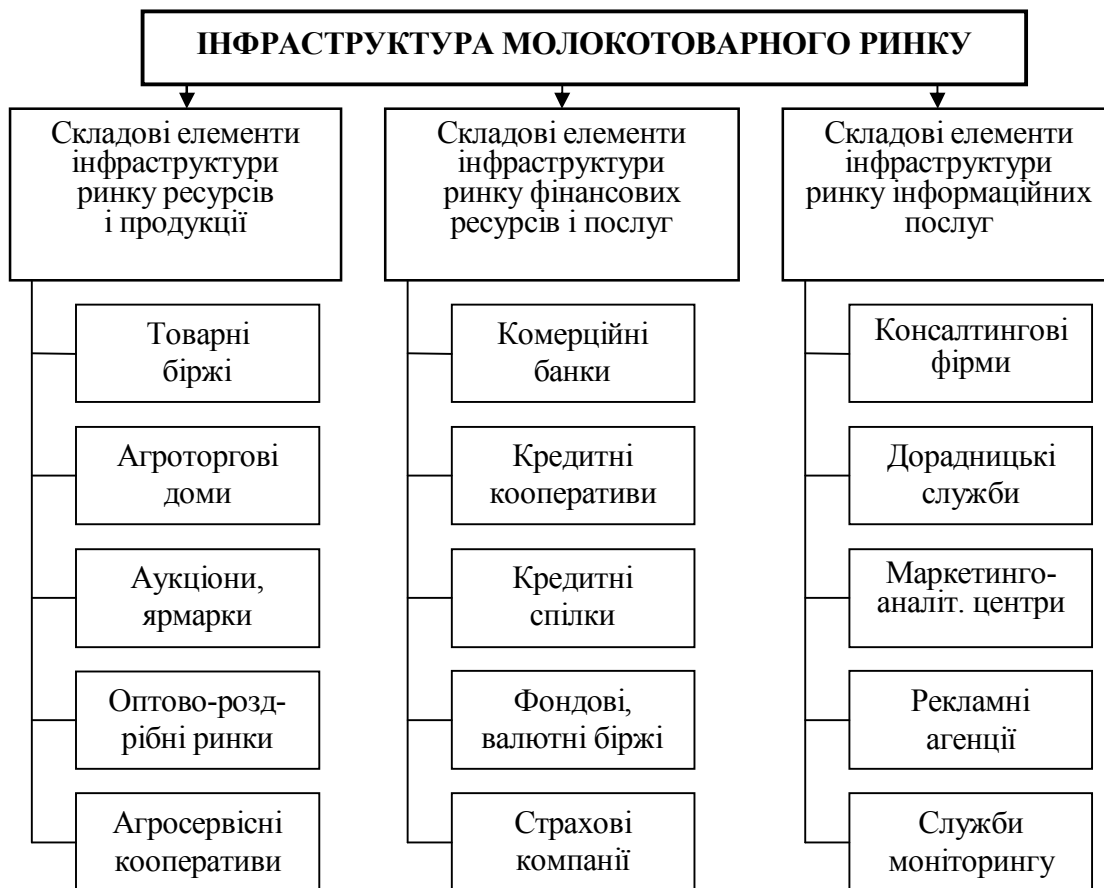 ІНФРАСТРУКТУРА МОЛОКОТОВАРНОГО РИНКУ
Складові елементи
інфраструктури
ринку ресурсів
і продукції
Товарні
біржі
Агроторгові
доми
Аукціони,
ярмарки
Оптово-розд-
рібні ринки
Агросервісні
кооперативи
Складові елементи
інфраструктури
ринку фінансових
ресурсів і послуг
Комерційні
банки
Кредитні
кооперативи
Кредитні
спілки
Фондові,
валютні біржі
Страхові
компанії
Складові елементи
інфраструктури
ринку інформаційних
послуг
Консалтингові
фірми
Дорадницькі
служби
Маркетинго-
аналіт. центри
Рекламні
агенції
Служби
моніторингу